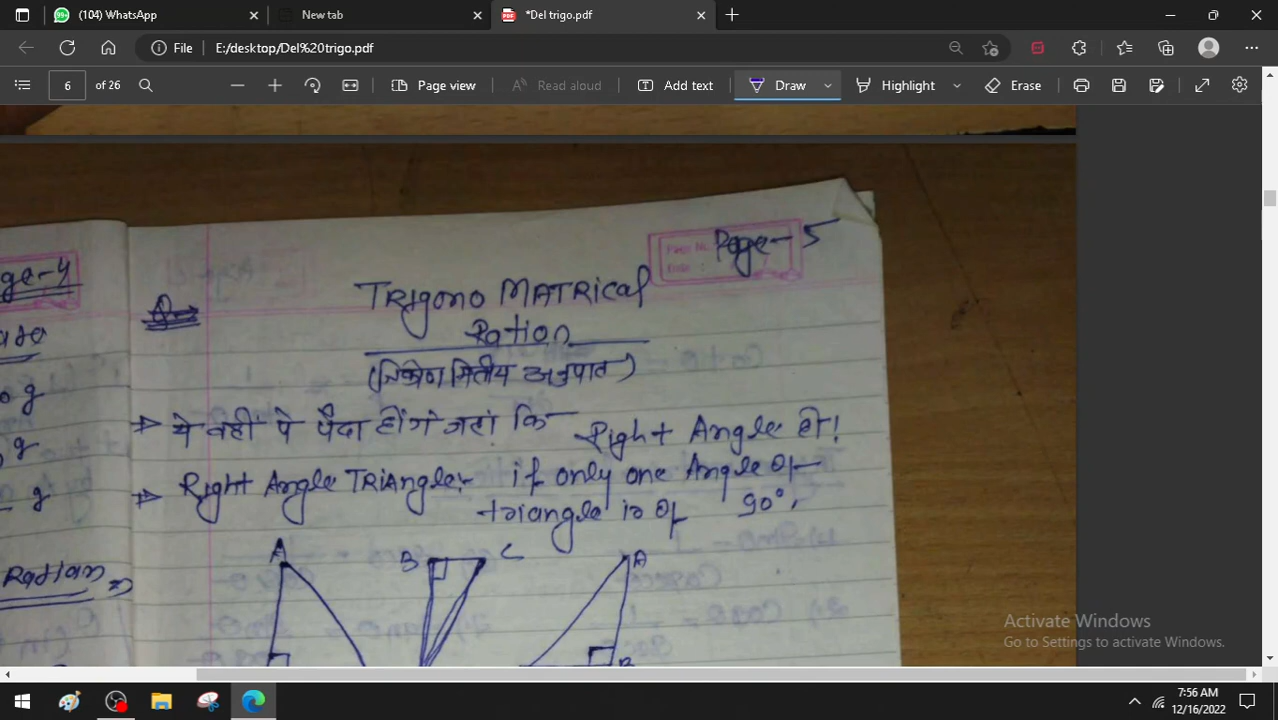 (104) WhatsApp
New tab
*Del trigo.pdf
File E:/desktop/Del%20trigo.pdf
6 of 26
Page view
Read aloud
Add text
Draw
Highlight
Erase
Page-5
ge-4
TRigono MATRical
Ration
(त्रिकोणमितीय अनुपात)
⇒ ये वहीं पे पैदा होंगे जहां कि Right Angle हो!
⇒ Right Angle TRiangle:- if only one Angle of
triangle is of 90°.
A
B
C
A
B
Radian ⇒
Activate Windows
Go to Settings to activate Windows.
7:56 AM
12/16/2022